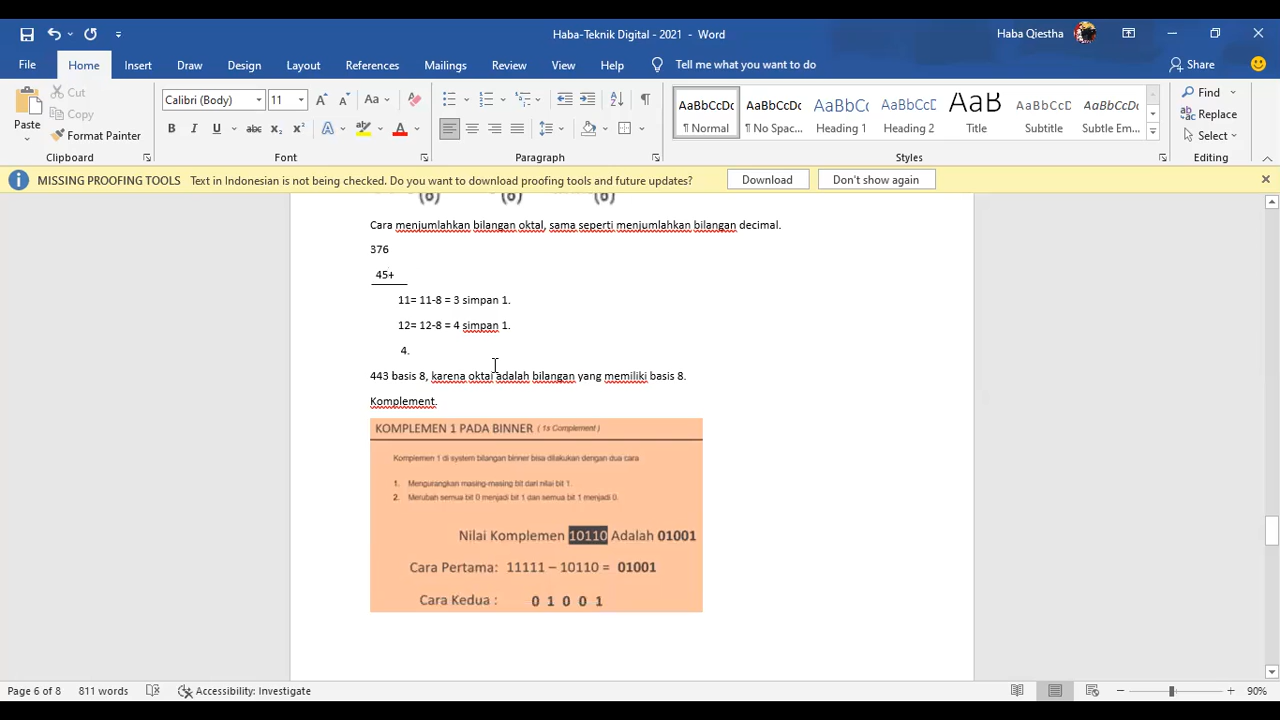 Haba-Teknik Digital - 2021 - Word
Haba Qiestha
File Home Insert Draw Design Layout References Mailings Review View Help Tell me what you want to do Share
Paste
Cut
Copy
Format Painter
Clipboard
Calibri (Body) 11
Font
Paragraph
AaBbCcDc AaBbCcDc AaBbCc AaBbCcC AaB AaBbCcD AaBbCcDc
¶ Normal ¶ No Spac... Heading 1 Heading 2 Title Subtitle Subtle Em...
Styles
Find
Replace
Select
Editing
MISSING PROOFING TOOLS Text in Indonesian is not being checked. Do you want to download proofing tools and future updates? Download Don't show again
Cara menjumlahkan bilangan oktal, sama seperti menjumlahkan bilangan decimal.
376
45+
11= 11-8 = 3 simpan 1.
12= 12-8 = 4 simpan 1.
4.
443 basis 8, karena oktal adalah bilangan yang memiliki basis 8.
Komplement.
KOMPLEMEN 1 PADA BINNER ( 1s Complement )
Komplemen 1 di system bilangan binner bisa dilakukan dengan dua cara
1. Mengurangkan masing-masing bit dari nilai bit 1.
2. Merubah semua bit 0 menjadi bit 1 dan semua bit 1 menjadi 0.
Nilai Komplemen 10110 Adalah 01001
Cara Pertama: 11111 – 10110 = 01001
Cara Kedua : 0 1 0 0 1
Page 6 of 8 811 words Accessibility: Investigate 90%